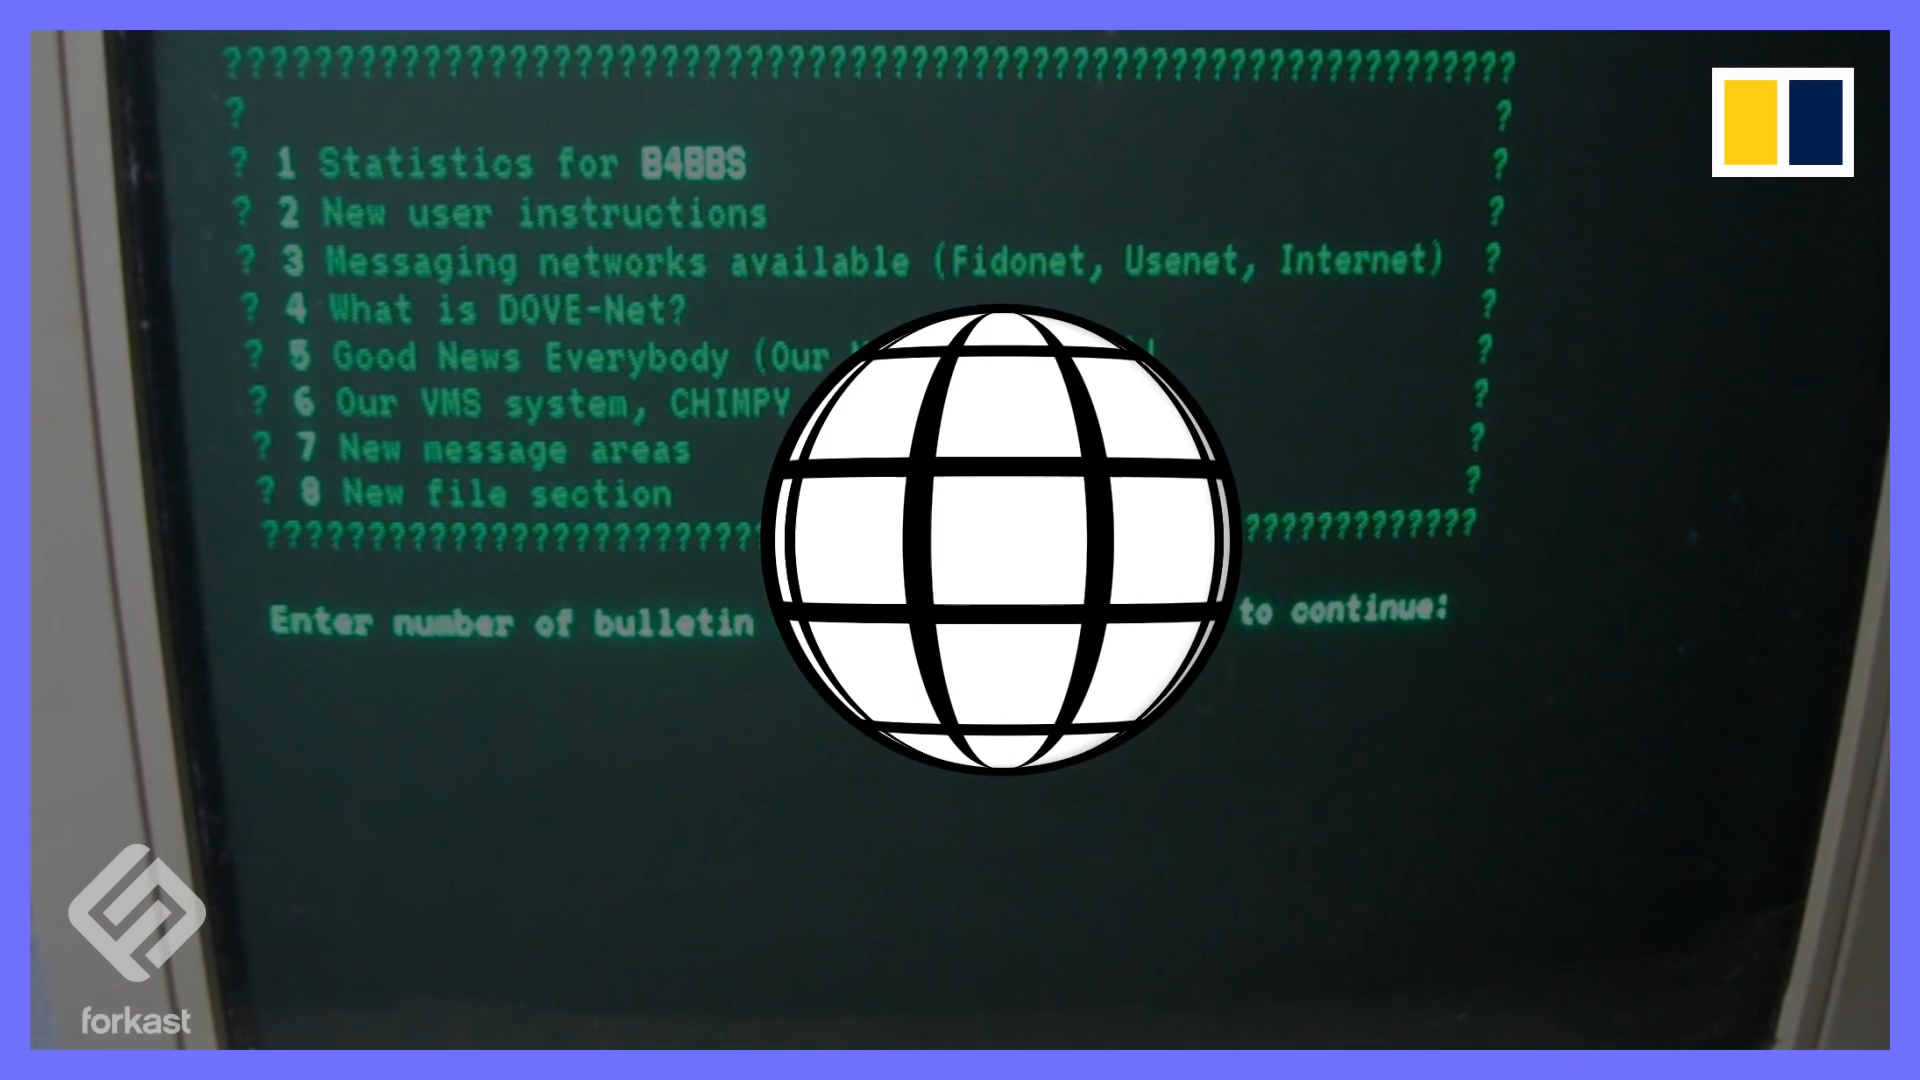 ????????????????????????????????????????????????????????
? ?
? 1 Statistics for B4BBS ?
? 2 New user instructions ?
? 3 Messaging networks available (Fidonet, Usenet, Internet) ?
? 4 What is DOVE-Net? ?
? 5 Good News Everybody (Our ?
? 6 Our VMS system, CHIMPY ?
? 7 New message areas ?
? 8 New file section ?
????????????????????????????????????????????????????????
Enter number of bulletin to continue:
forkast